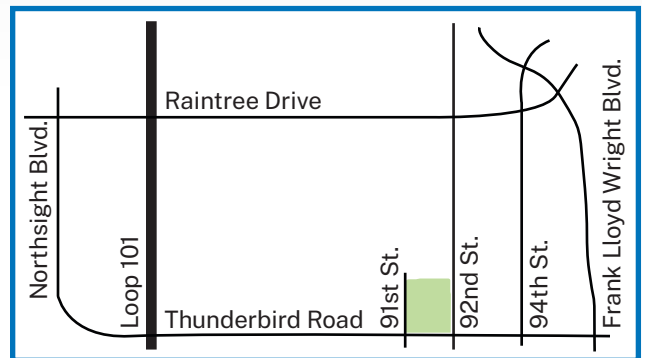 Raintree Drive
Northsight Blvd.
Loop 101
Thunderbird Road
91st St.
92nd St.
94th St.
Frank Lloyd Wright Blvd.